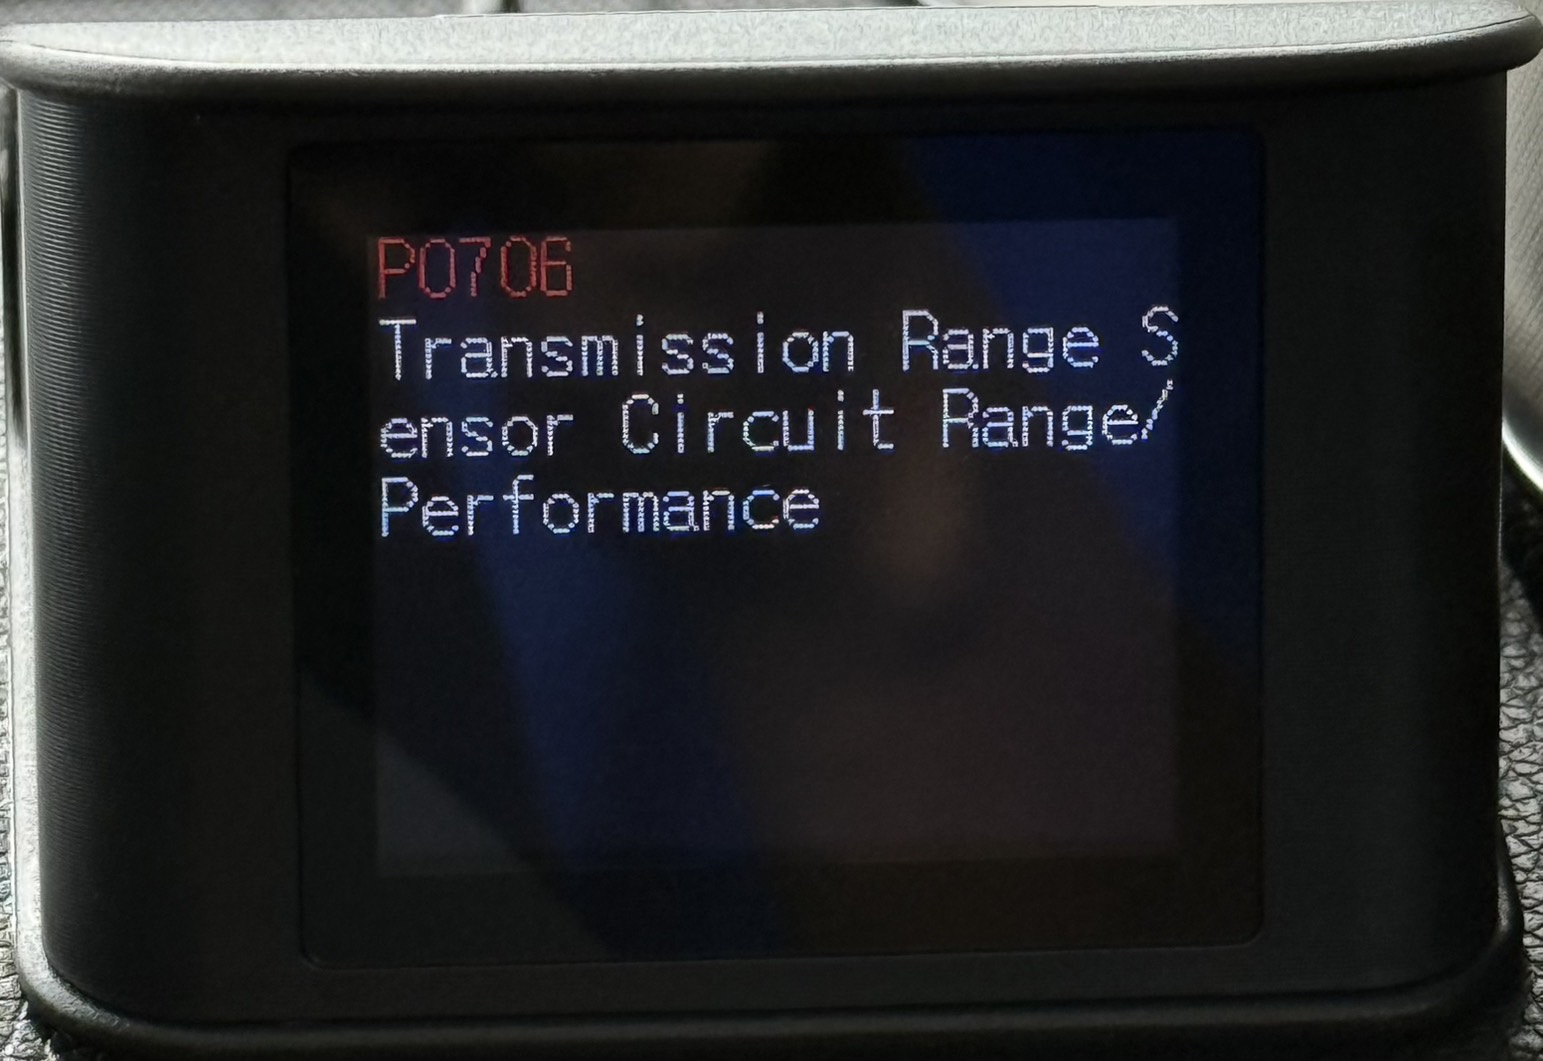 P0706
Transmission Range S
ensor Circuit Range/
Performance